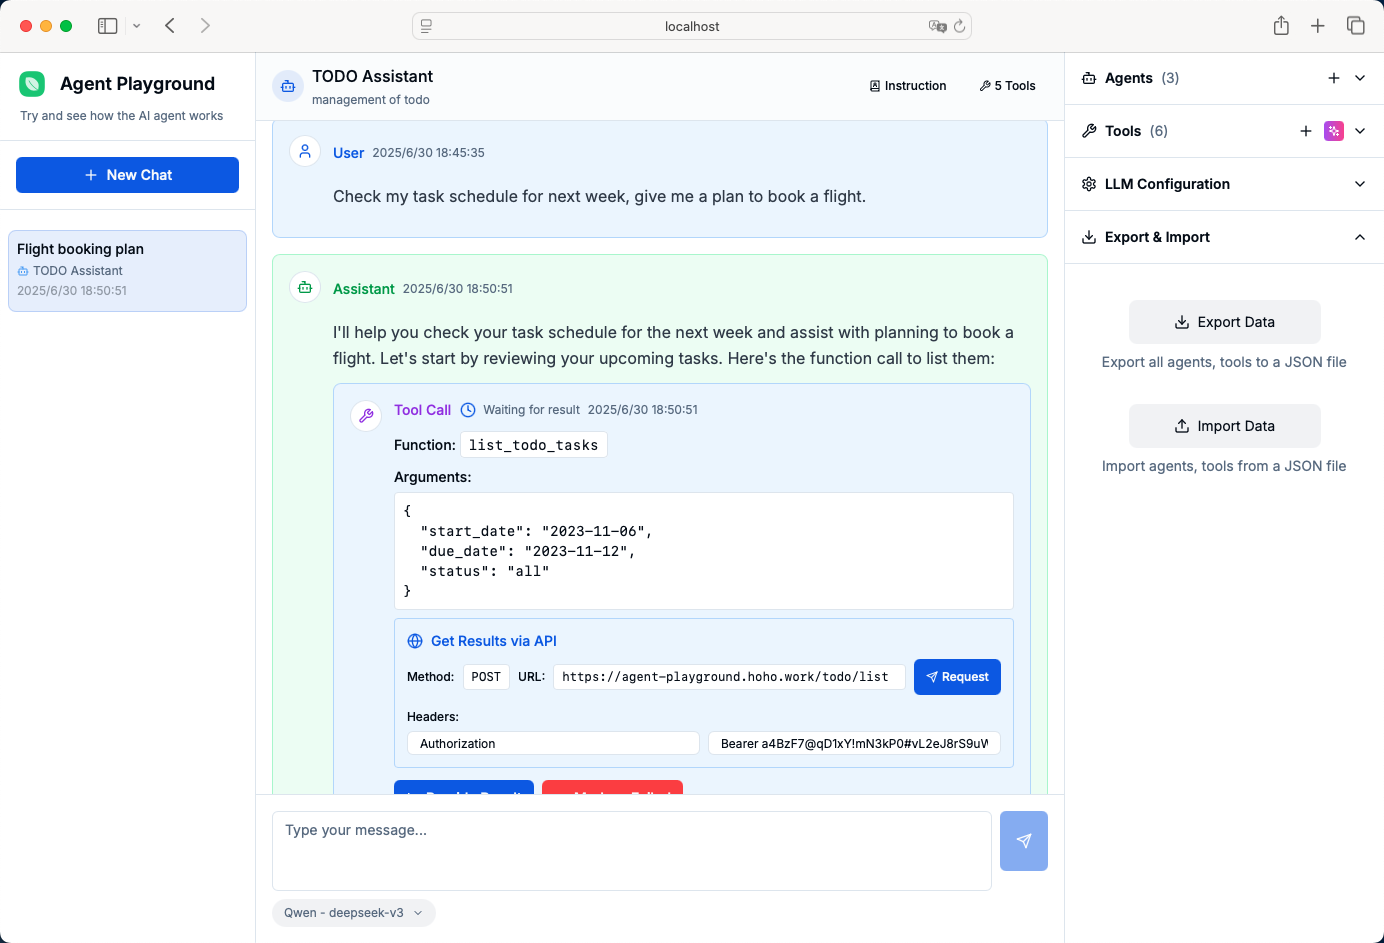 localhost
Agent Playground
Try and see how the AI agent works
New Chat
Flight booking plan
TODO Assistant
2025/6/30 18:50:51
TODO Assistant
management of todo
Instruction
5 Tools
User 2025/6/30 18:45:35
Check my task schedule for next week, give me a plan to book a flight.
Assistant 2025/6/30 18:50:51
I'll help you check your task schedule for the next week and assist with planning to book a
flight. Let's start by reviewing your upcoming tasks. Here's the function call to list them:
Tool Call Waiting for result 2025/6/30 18:50:51
Function: list_todo_tasks
Arguments:
{
"start_date": "2023-11-06",
"due_date": "2023-11-12",
"status": "all"
}
Get Results via API
Method: POST URL: https://agent-playground.hoho.work/todo/list Request
Headers:
Authorization Bearer a4BzF7@qD1xY!mN3kP0#vL2eJ8rS9uW
Type your message...
Qwen - deepseek-v3
Agents (3)
Tools (6)
LLM Configuration
Export & Import
Export Data
Export all agents, tools to a JSON file
Import Data
Import agents, tools from a JSON file